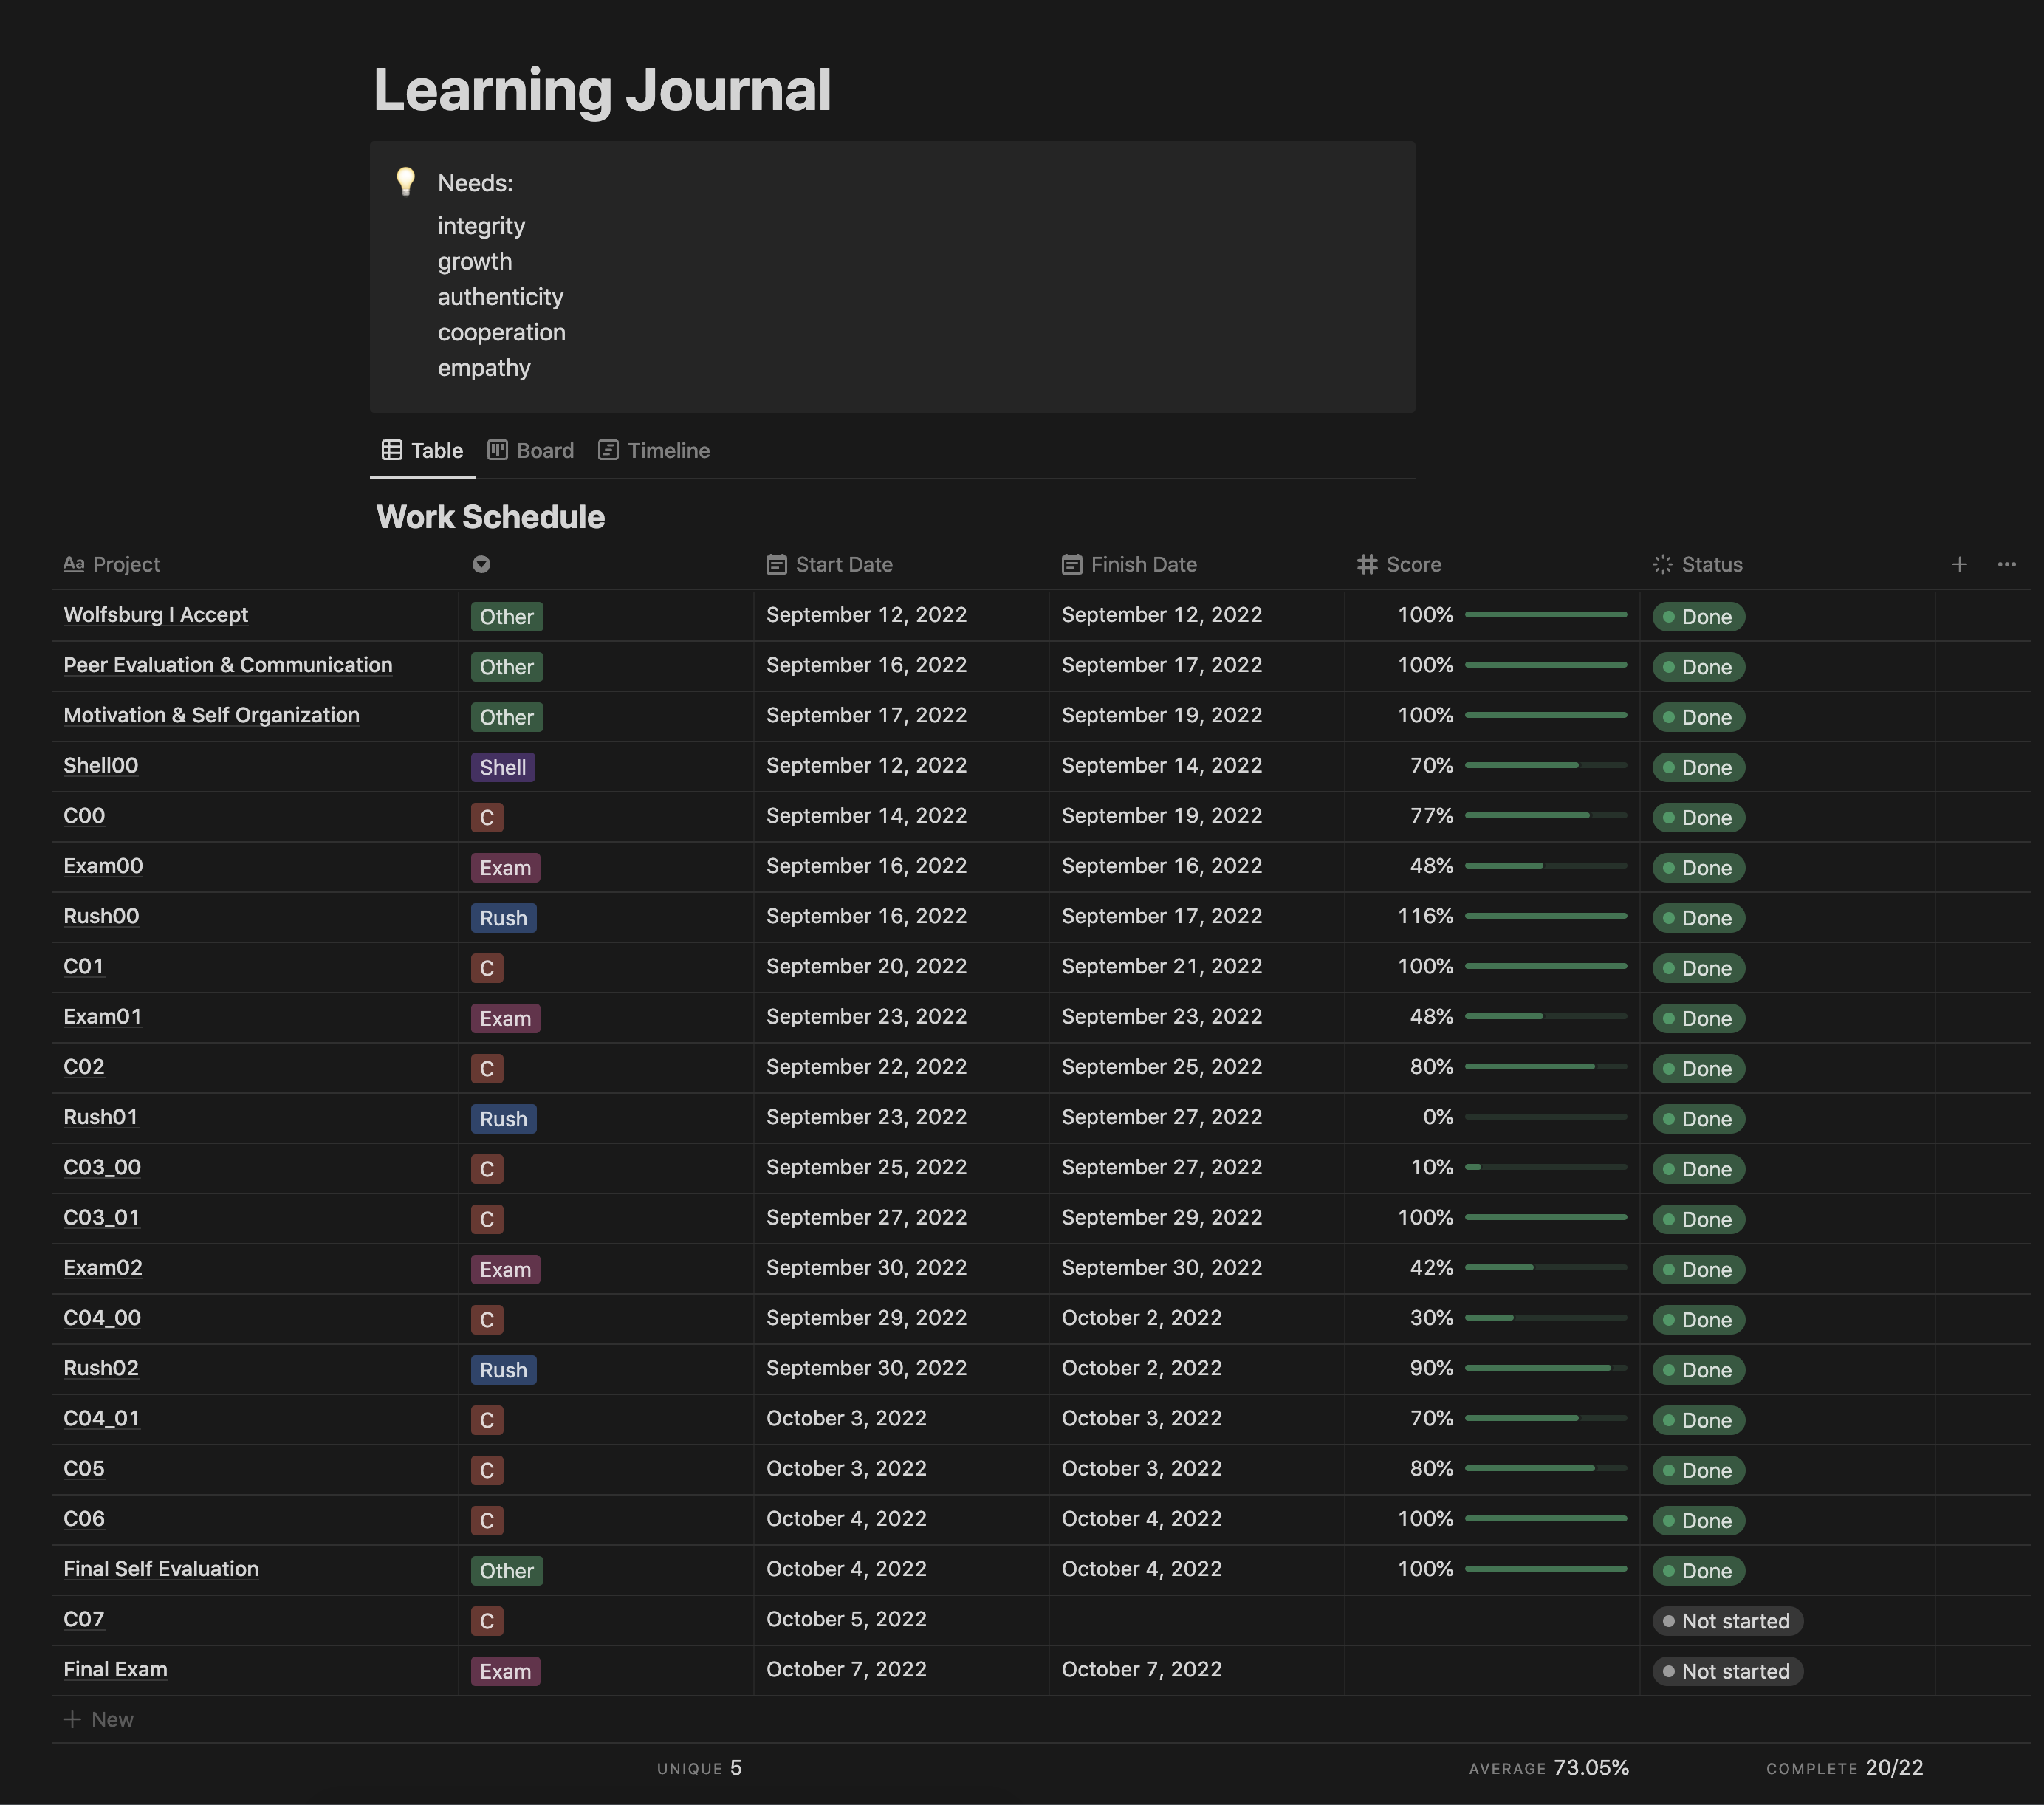 Learning Journal
Needs:
integrity
growth
authenticity
cooperation
empathy
Table Board Timeline
Work Schedule
Aa Project Start Date Finish Date Score Status
Wolfsburg I Accept Other September 12, 2022 September 12, 2022 100% Done
Peer Evaluation & Communication Other September 16, 2022 September 17, 2022 100% Done
Motivation & Self Organization Other September 17, 2022 September 19, 2022 100% Done
Shell00 Shell September 12, 2022 September 14, 2022 70% Done
C00 C September 14, 2022 September 19, 2022 77% Done
Exam00 Exam September 16, 2022 September 16, 2022 48% Done
Rush00 Rush September 16, 2022 September 17, 2022 116% Done
C01 C September 20, 2022 September 21, 2022 100% Done
Exam01 Exam September 23, 2022 September 23, 2022 48% Done
C02 C September 22, 2022 September 25, 2022 80% Done
Rush01 Rush September 23, 2022 September 27, 2022 0% Done
C03_00 C September 25, 2022 September 27, 2022 10% Done
C03_01 C September 27, 2022 September 29, 2022 100% Done
Exam02 Exam September 30, 2022 September 30, 2022 42% Done
C04_00 C September 29, 2022 October 2, 2022 30% Done
Rush02 Rush September 30, 2022 October 2, 2022 90% Done
C04_01 C October 3, 2022 October 3, 2022 70% Done
C05 C October 3, 2022 October 3, 2022 80% Done
C06 C October 4, 2022 October 4, 2022 100% Done
Final Self Evaluation Other October 4, 2022 October 4, 2022 100% Done
C07 C October 5, 2022 Not started
Final Exam Exam October 7, 2022 October 7, 2022 Not started
+ New
UNIQUE 5 AVERAGE 73.05% COMPLETE 20/22